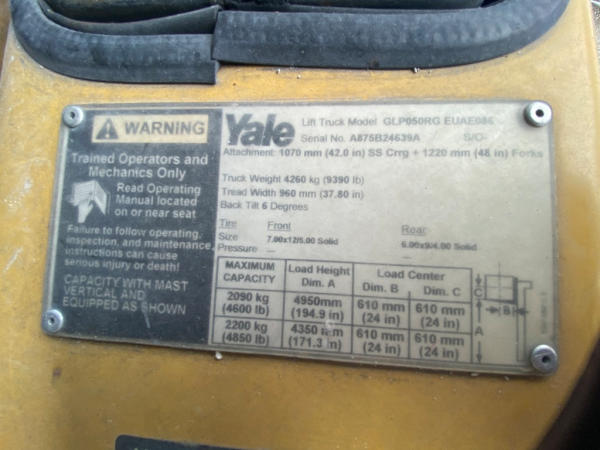 WARNING
Trained Operators and
Mechanics Only
Read Operating
Manual located
on or near seat
Failure to follow operating,
inspection, and maintenance
instructions can cause
serious injury or death!
CAPACITY WITH MAST
VERTICAL AND
EQUIPPED AS SHOWN
Yale
Lift Truck Model GLP050RG EUAE086
Serial No. A875B24639A S/O-
Attachment: 1070 mm (42.0 in) SS Crrg + 1220 mm (48 in) Forks
Truck Weight 4260 kg (9390 lb)
Tread Width 960 mm (37.80 in)
Back Tilt 6 Degrees
Tire Front Rear
Size 7.00x12/5.00 Solid 6.00x9/4.00 Solid
Pressure — —
MAXIMUM CAPACITY Load Height Dim. A Load Center Dim. B Dim. C
2090 kg (4600 lb) 4950mm (194.9 in) 610 mm (24 in) 610 mm (24 in)
2200 kg (4850 lb) 4350 mm (171.3 in) 610 mm (24 in) 610 mm (24 in)
C
B
A